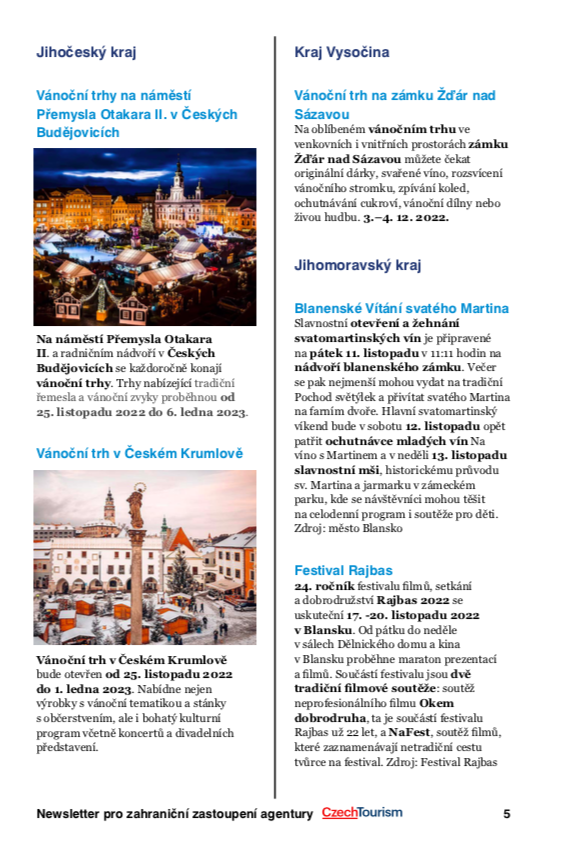 Jihočeský kraj
Vánoční trhy na náměstí
Přemysla Otakara II. v Českých
Budějovicích
Na náměstí Přemysla Otakara
II. a radničním nádvoří v Českých
Budějovicích se každoročně konají
vánoční trhy. Trhy nabízející tradiční
řemesla a vánoční zvyky proběhnou od
25. listopadu 2022 do 6. ledna 2023.
Vánoční trh v Českém Krumlově
Vánoční trh v Českém Krumlově
bude otevřen od 25. listopadu 2022
do 1. ledna 2023. Nabídne nejen
výrobky s vánoční tematikou a stánky
s občerstvením, ale i bohatý kulturní
program včetně koncertů a divadelních
představení.
Kraj Vysočina
Vánoční trh na zámku Žďár nad
Sázavou
Na oblíbeném vánočním trhu ve
venkovních i vnitřních prostorách zámku
Žďár nad Sázavou můžete čekat
originální dárky, svařené víno, rozsvícení
vánočního stromku, zpívání koled,
ochutnávání cukroví, vánoční dílny nebo
živou hudbu. 3.–4. 12. 2022.
Jihomoravský kraj
Blanenské Vítání svatého Martina
Slavnostní otevření a žehnání
svatomartinských vín je připravené
na pátek 11. listopadu v 11:11 hodin na
nádvoří blanenského zámku. Večer
se pak nejmenší mohou vydat na tradiční
Pochod světýlek a přivítat svatého Martina
na farním dvoře. Hlavní svatomartinský
víkend bude v sobotu 12. listopadu opět
patřit ochutnávce mladých vín Na
víno s Martinem a v neděli 13. listopadu
slavnostní mši, historickému průvodu
sv. Martina a jarmarku v zámeckém
parku, kde se návštěvníci mohou těšit
na celodenní program i soutěže pro děti.
Zdroj: město Blansko
Festival Rajbas
24. ročník festivalu filmů, setkání
a dobrodružství Rajbas 2022 se
uskuteční 17. -20. listopadu 2022
v Blansku. Od pátku do neděle
v sálech Dělnického domu a kina
v Blansku proběhne maraton prezentací
a filmů. Součástí festivalu jsou dvě
tradiční filmové soutěže: soutěž
neprofesionálního filmu Okem
dobrodruha, ta je součástí festivalu
Rajbas už 22 let, a NaFest, soutěž filmů,
které zaznamenávají netradiční cestu
tvůrce na festival. Zdroj: Festival Rajbas
Newsletter pro zahraniční zastoupení agentury CzechTourism 5